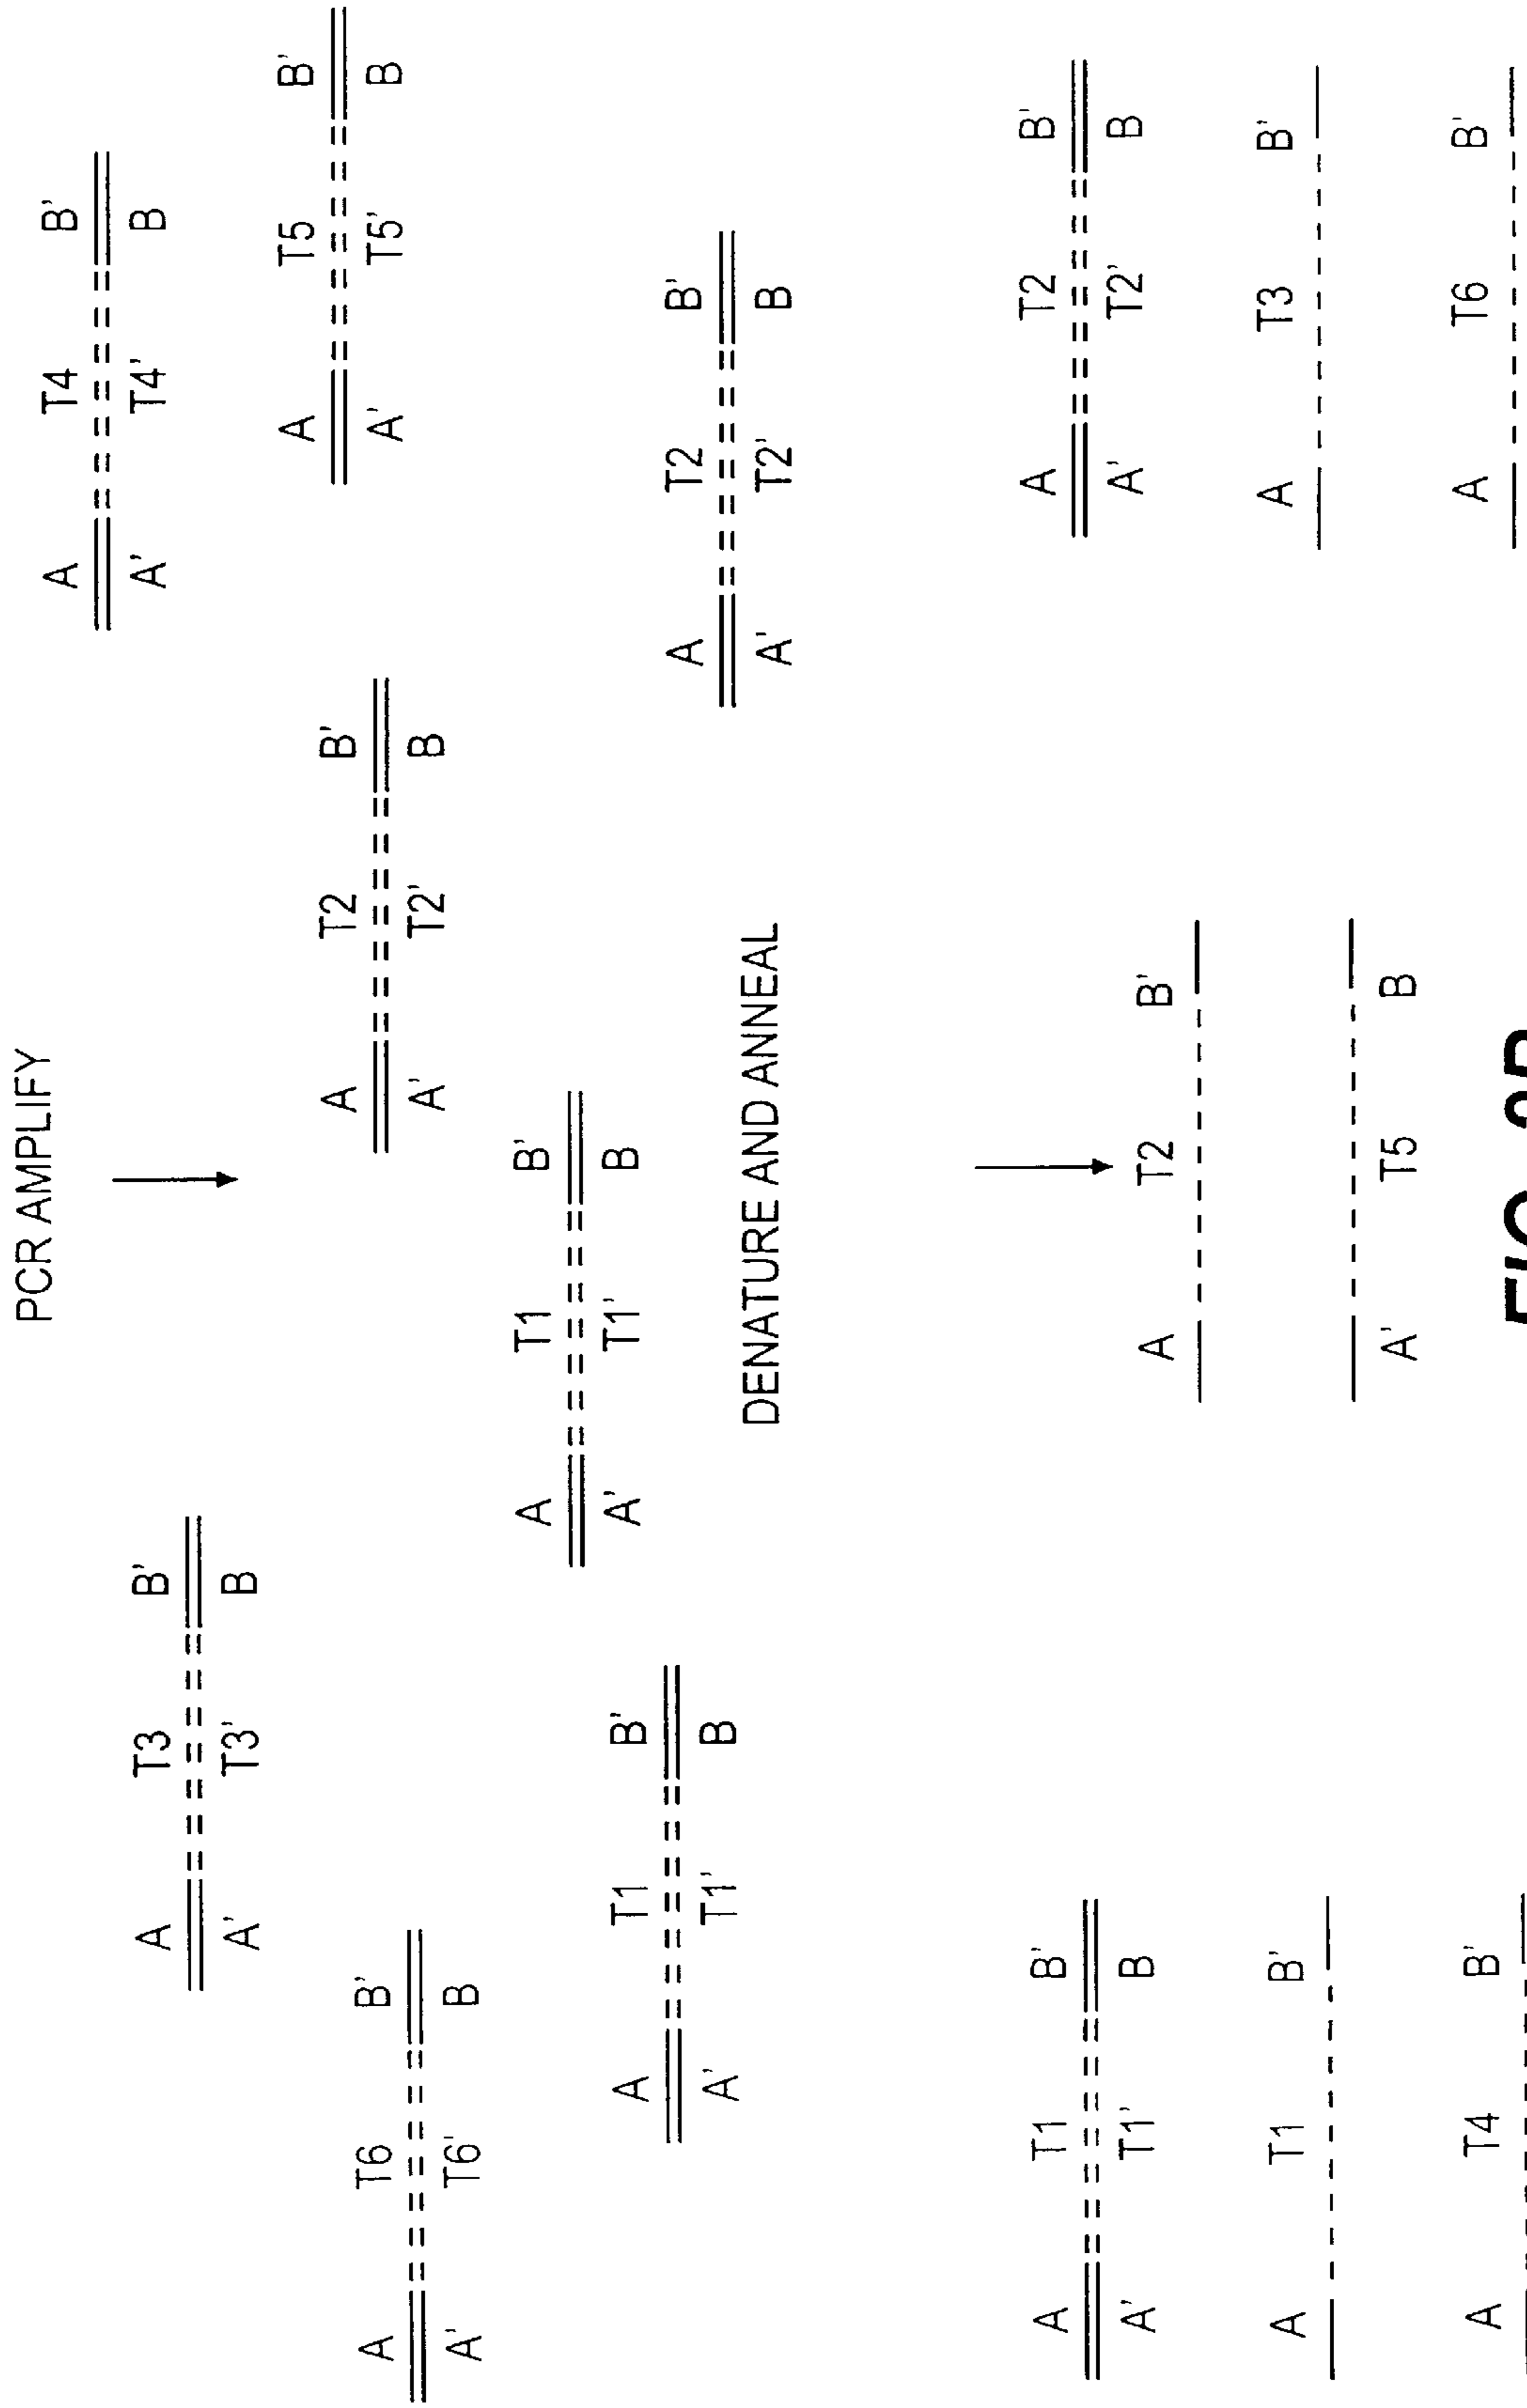 PCR AMPLIFY
A T4 B'
A' T4' B
A T3 B'
A' T3' B
A T5 B'
A' T5' B
A T2 B'
A' T2' B
A T6 B'
A' T6' B
A T1 B'
A' T1' B
A T1 B'
A' T1' B
A T2 B'
A' T2' B
DENATURE AND ANNEAL
A T1 B'
A' T1' B
A T2 B'
A' T2' B
A T2 B'
A T1 B'
A T3 B'
A' T5 B
A T4 B'
A T6 B'
FIG.